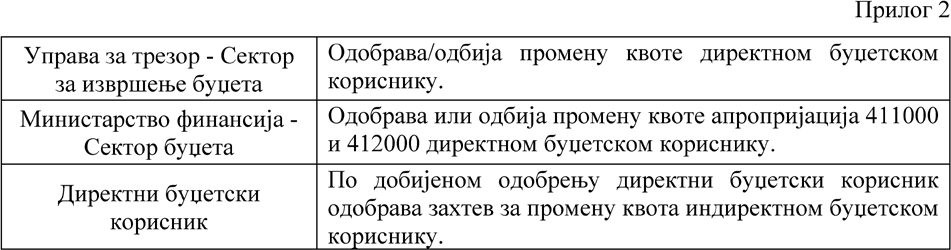 Прилог 2
Управа за трезор - Сектор
за извршење буџета
Одобрава/одбија промену квоте директном буџетском
кориснику.
Министарство финансија -
Сектор буџета
Одобрава или одбија промену квоте апропријација 411000
и 412000 директном буџетском кориснику.
Директни буџетски
корисник
По добијеном одобрењу директни буџетски корисник
одобрава захтев за промену квота индиректном буџетском
кориснику.